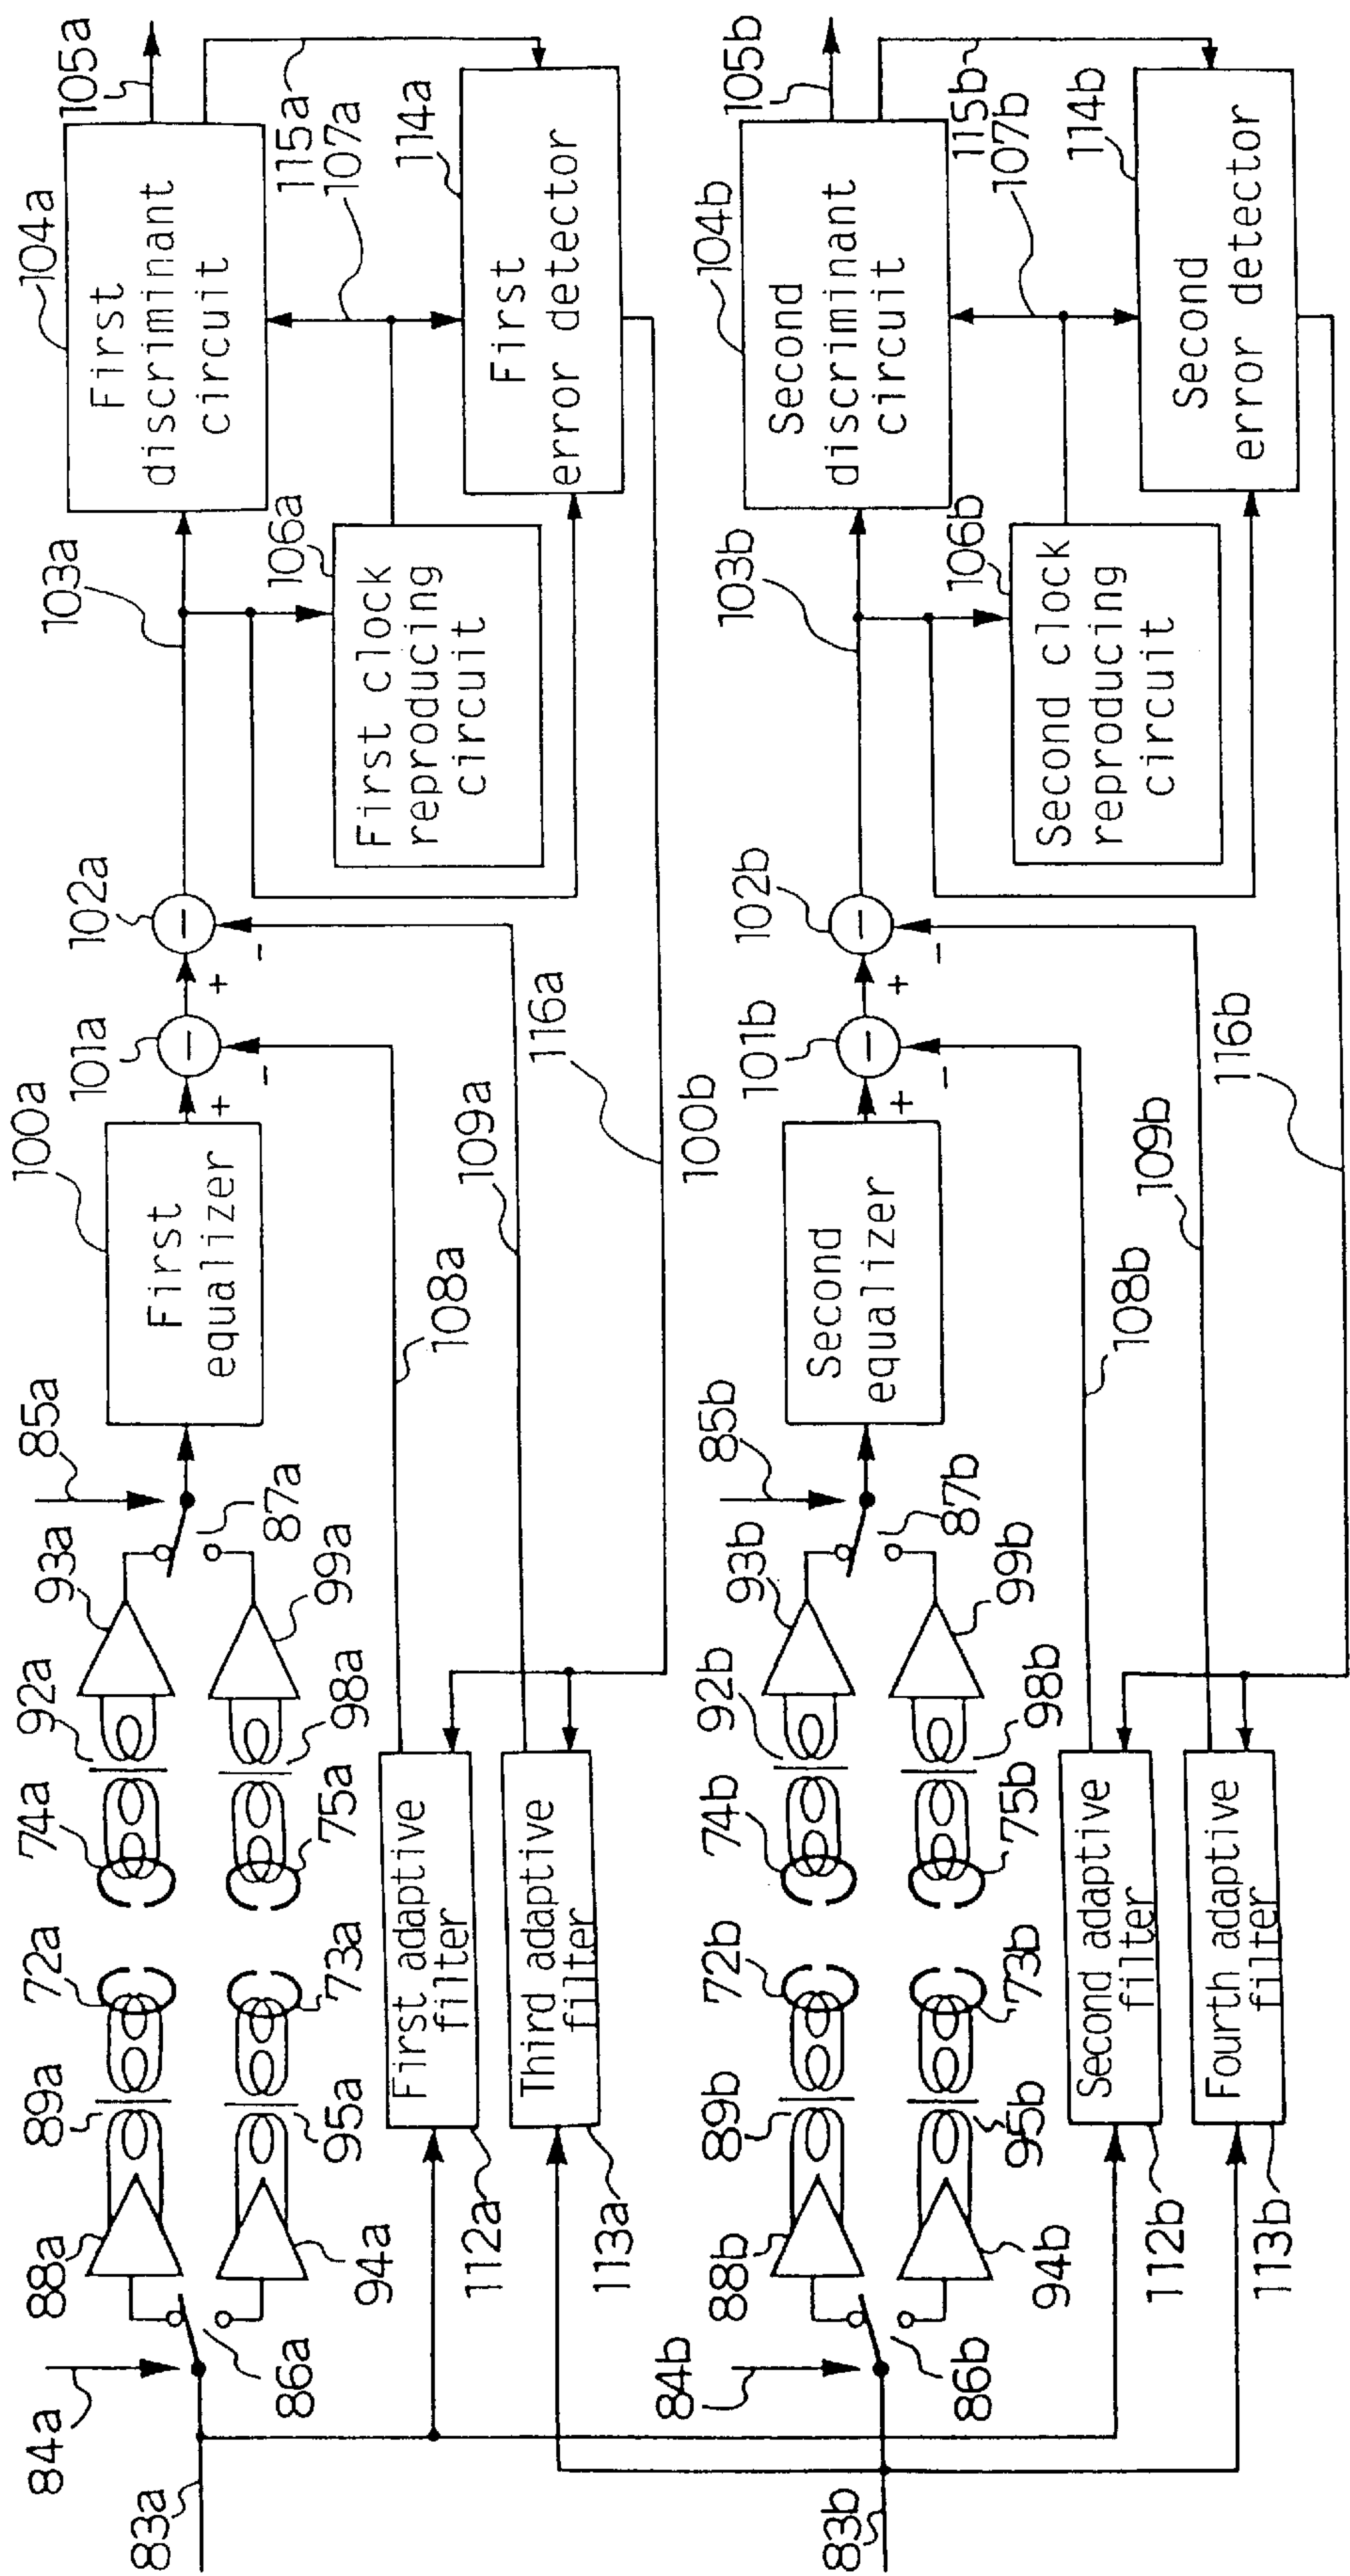 83a
84a
86a
88a
94a
89a
95a
72a
73a
74a
75a
92a
98a
93a
99a
87a
85a
100a
First
equalizer
101a
+
−
-
102a
+
−
-
103a
104a
First
discriminant
circuit
105a
106a
First clock
reproducing
circuit
107a
115a
114a
First
error detector
116a
108a
109a
112a
First adaptive
filter
113a
Third adaptive
filter
83b
84b
86b
88b
94b
89b
95b
72b
73b
74b
75b
92b
98b
93b
99b
87b
85b
100b
Second
equalizer
101b
+
−
-
102b
+
−
-
103b
104b
Second
discriminant
circuit
105b
106b
Second clock
reproducing
circuit
107b
115b
114b
Second
error detector
116b
108b
109b
112b
Second adaptive
filter
113b
Fourth adaptive
filter